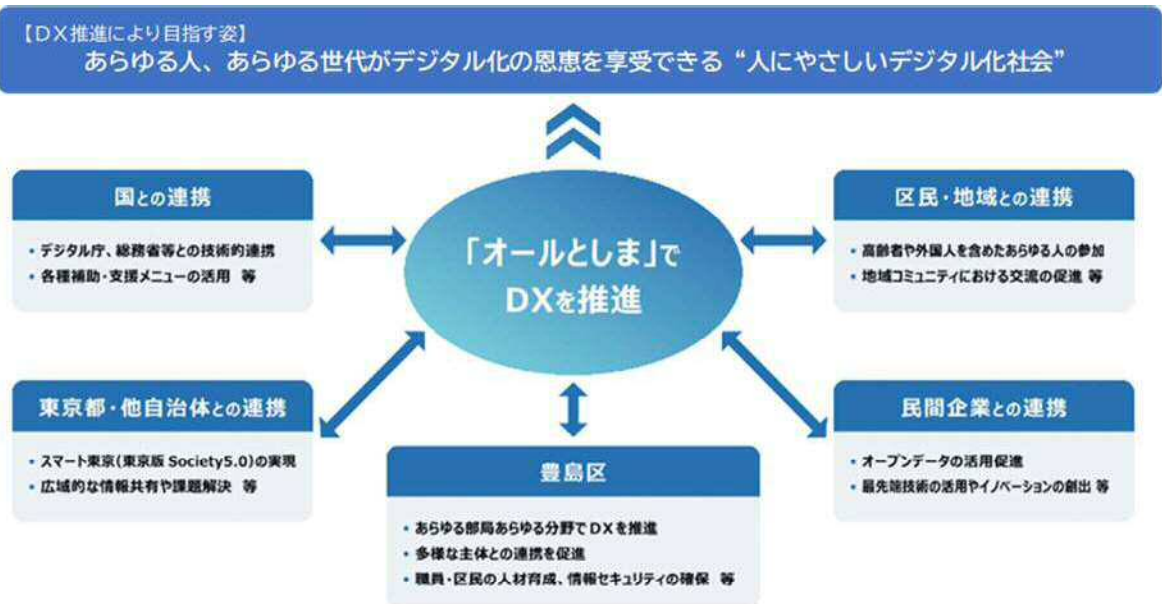 【DX推進により目指す姿】
あらゆる人、あらゆる世代がデジタル化の恩恵を享受できる“人にやさしいデジタル化社会”
国との連携
• デジタル庁、総務省等との技術的連携
• 各種補助・支援メニューの活用 等
「オールとしま」で
DXを推進
区民・地域との連携
• 高齢者や外国人を含めたあらゆる人の参加
• 地域コミュニティにおける交流の促進 等
東京都・他自治体との連携
• スマート東京(東京版 Society5.0)の実現
• 広域的な情報共有や課題解決 等
豊島区
• あらゆる部局あらゆる分野でDXを推進
• 多様な主体との連携を促進
• 職員・区民の人材育成、情報セキュリティの確保 等
民間企業との連携
• オープンデータの活用促進
• 最先端技術の活用やイノベーションの創出 等